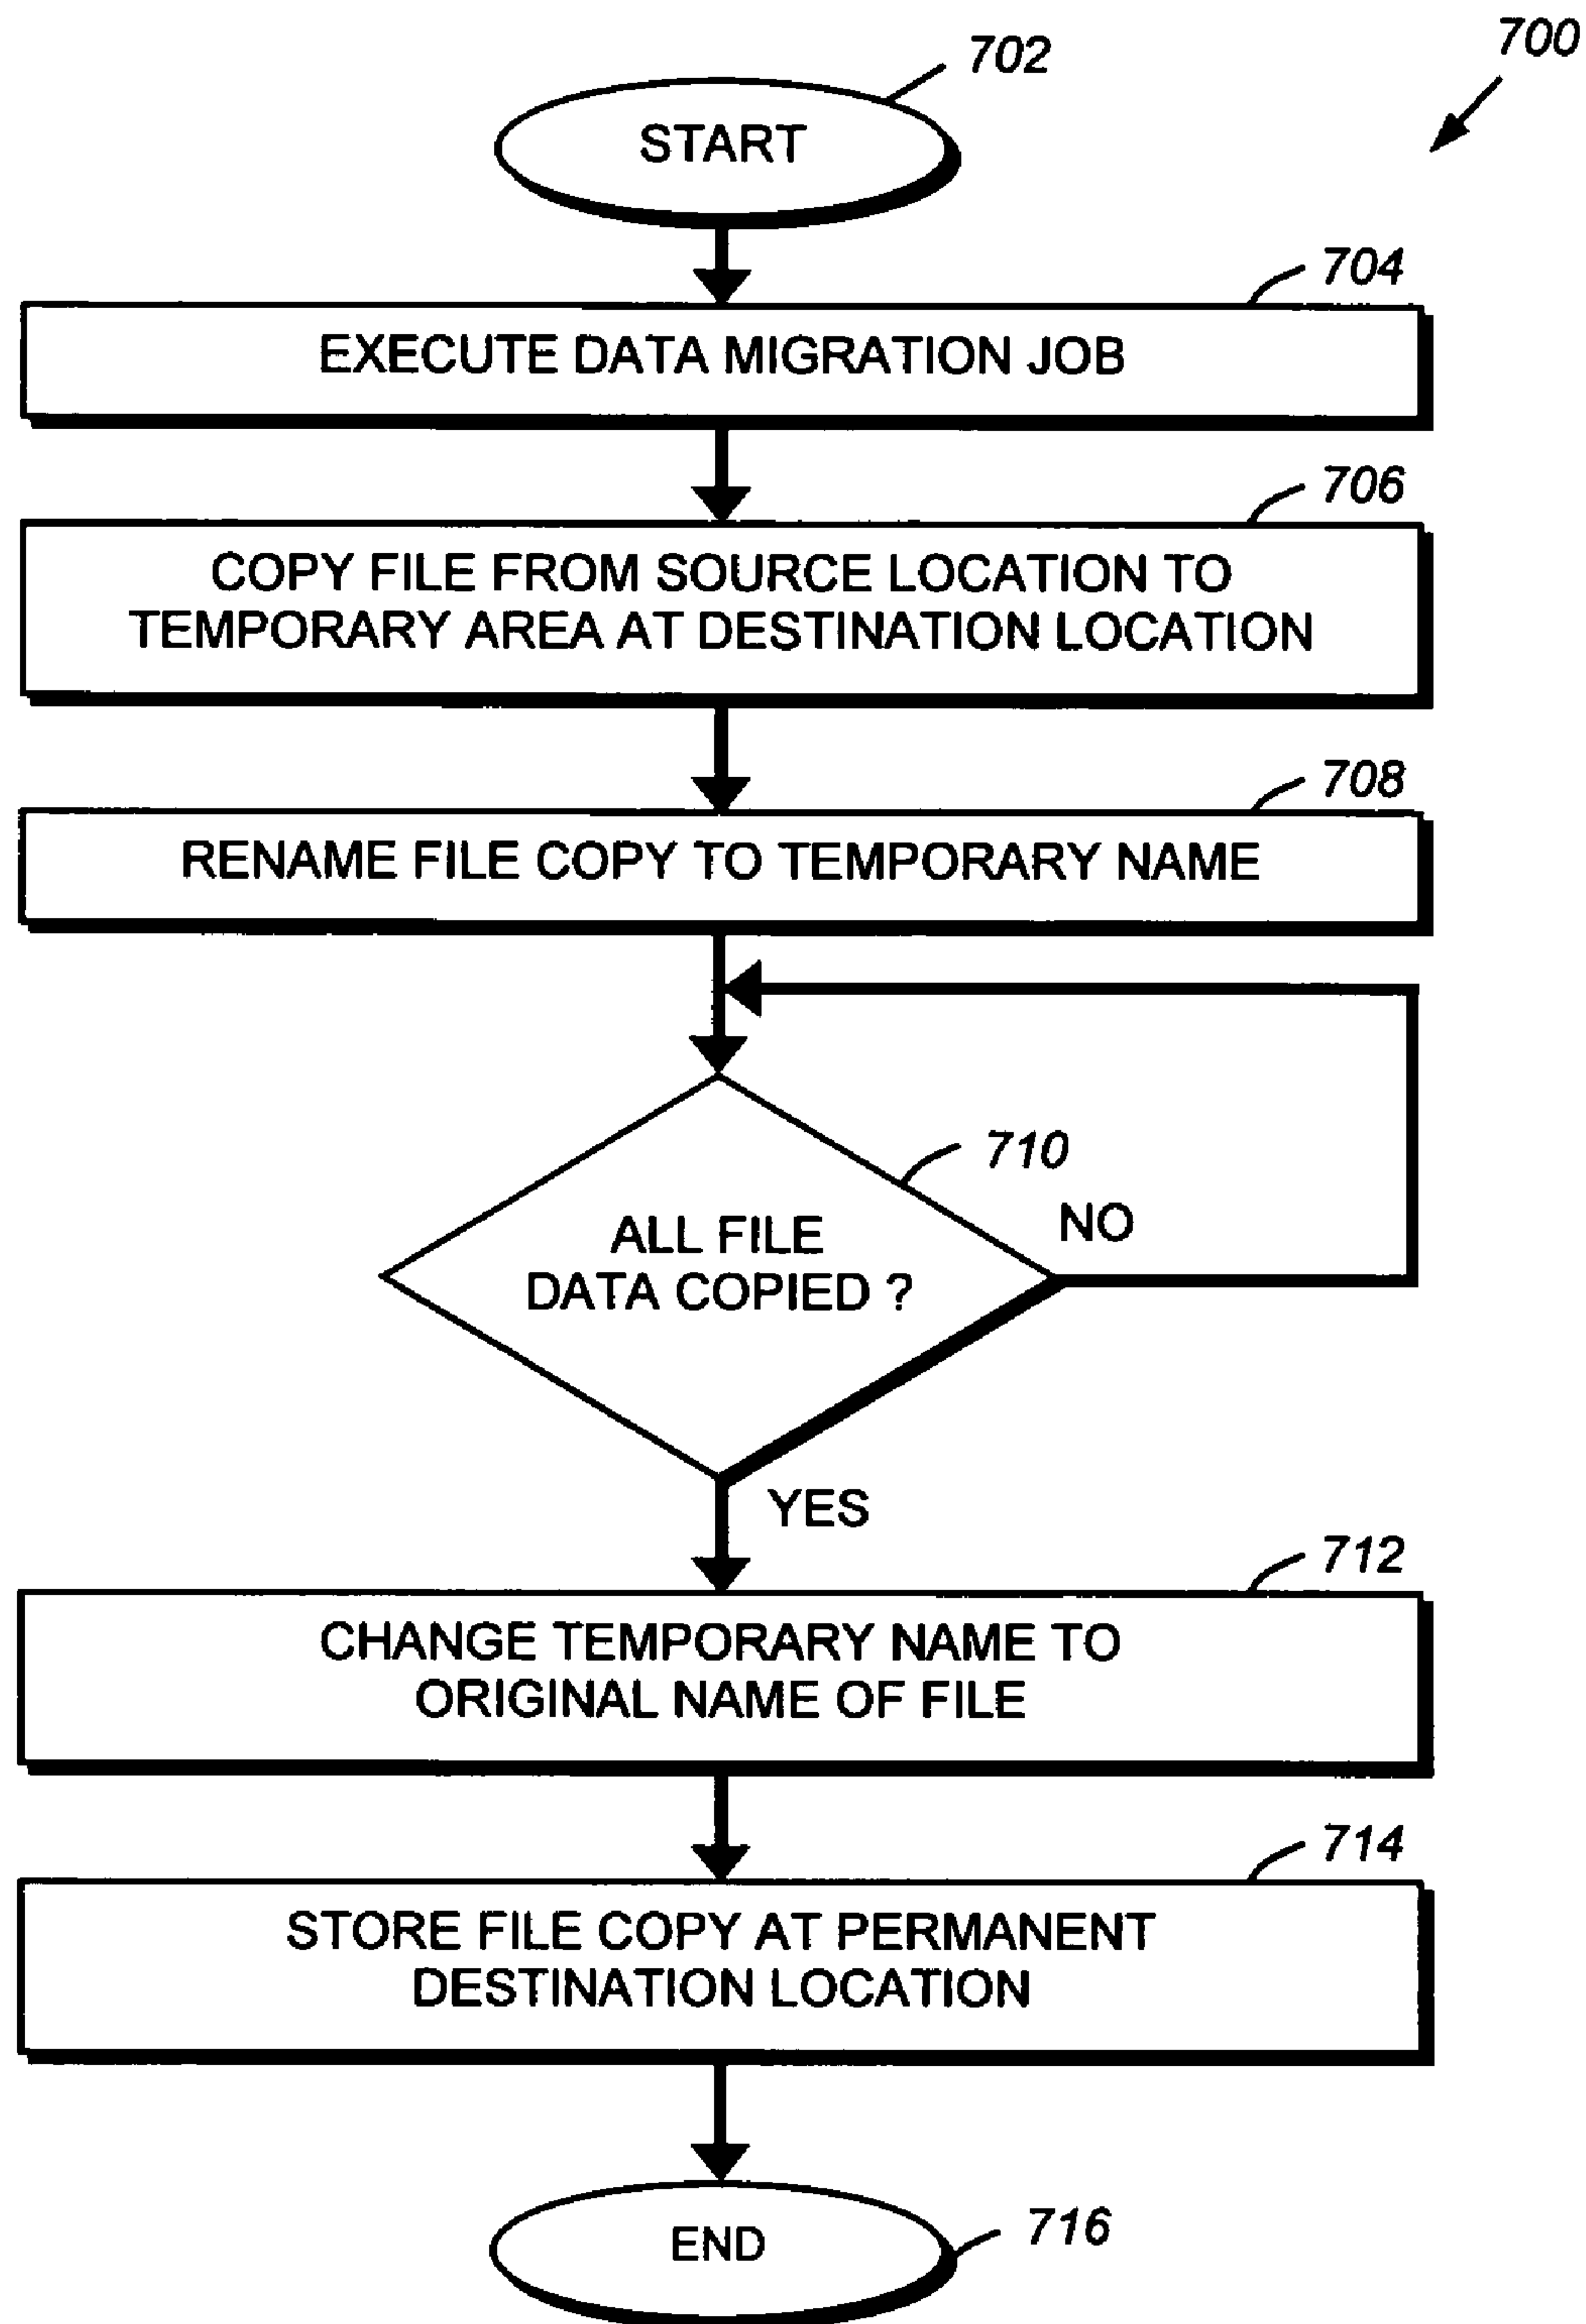 700
702
START
704
EXECUTE DATA MIGRATION JOB
706
COPY FILE FROM SOURCE LOCATION TO
TEMPORARY AREA AT DESTINATION LOCATION
708
RENAME FILE COPY TO TEMPORARY NAME
710
NO
ALL FILE
DATA COPIED ?
YES
712
CHANGE TEMPORARY NAME TO
ORIGINAL NAME OF FILE
714
STORE FILE COPY AT PERMANENT
DESTINATION LOCATION
716
END